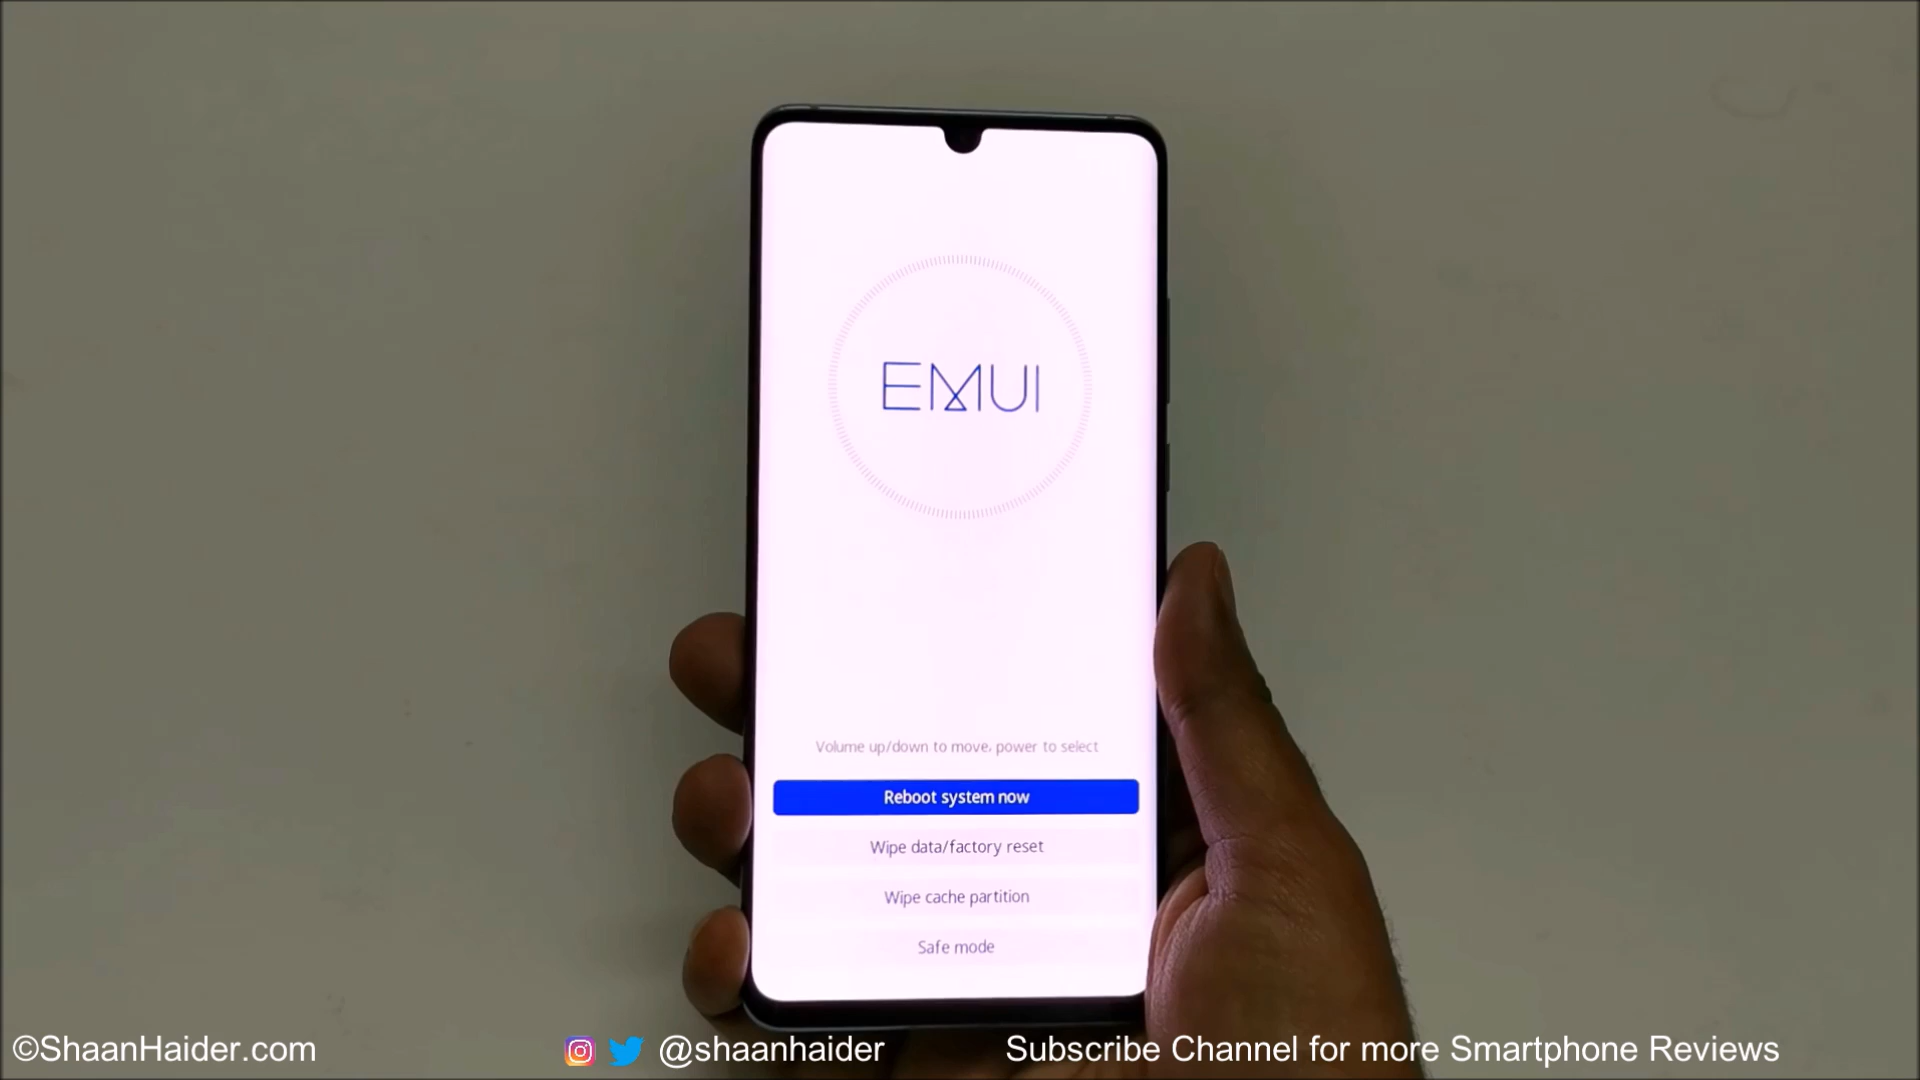 EMUI
Volume up/down to move, power to select
Reboot system now
Wipe data/factory reset
Wipe cache partition
Safe mode
©ShaanHaider.com @shaanhaider Subscribe Channel for more Smartphone Reviews